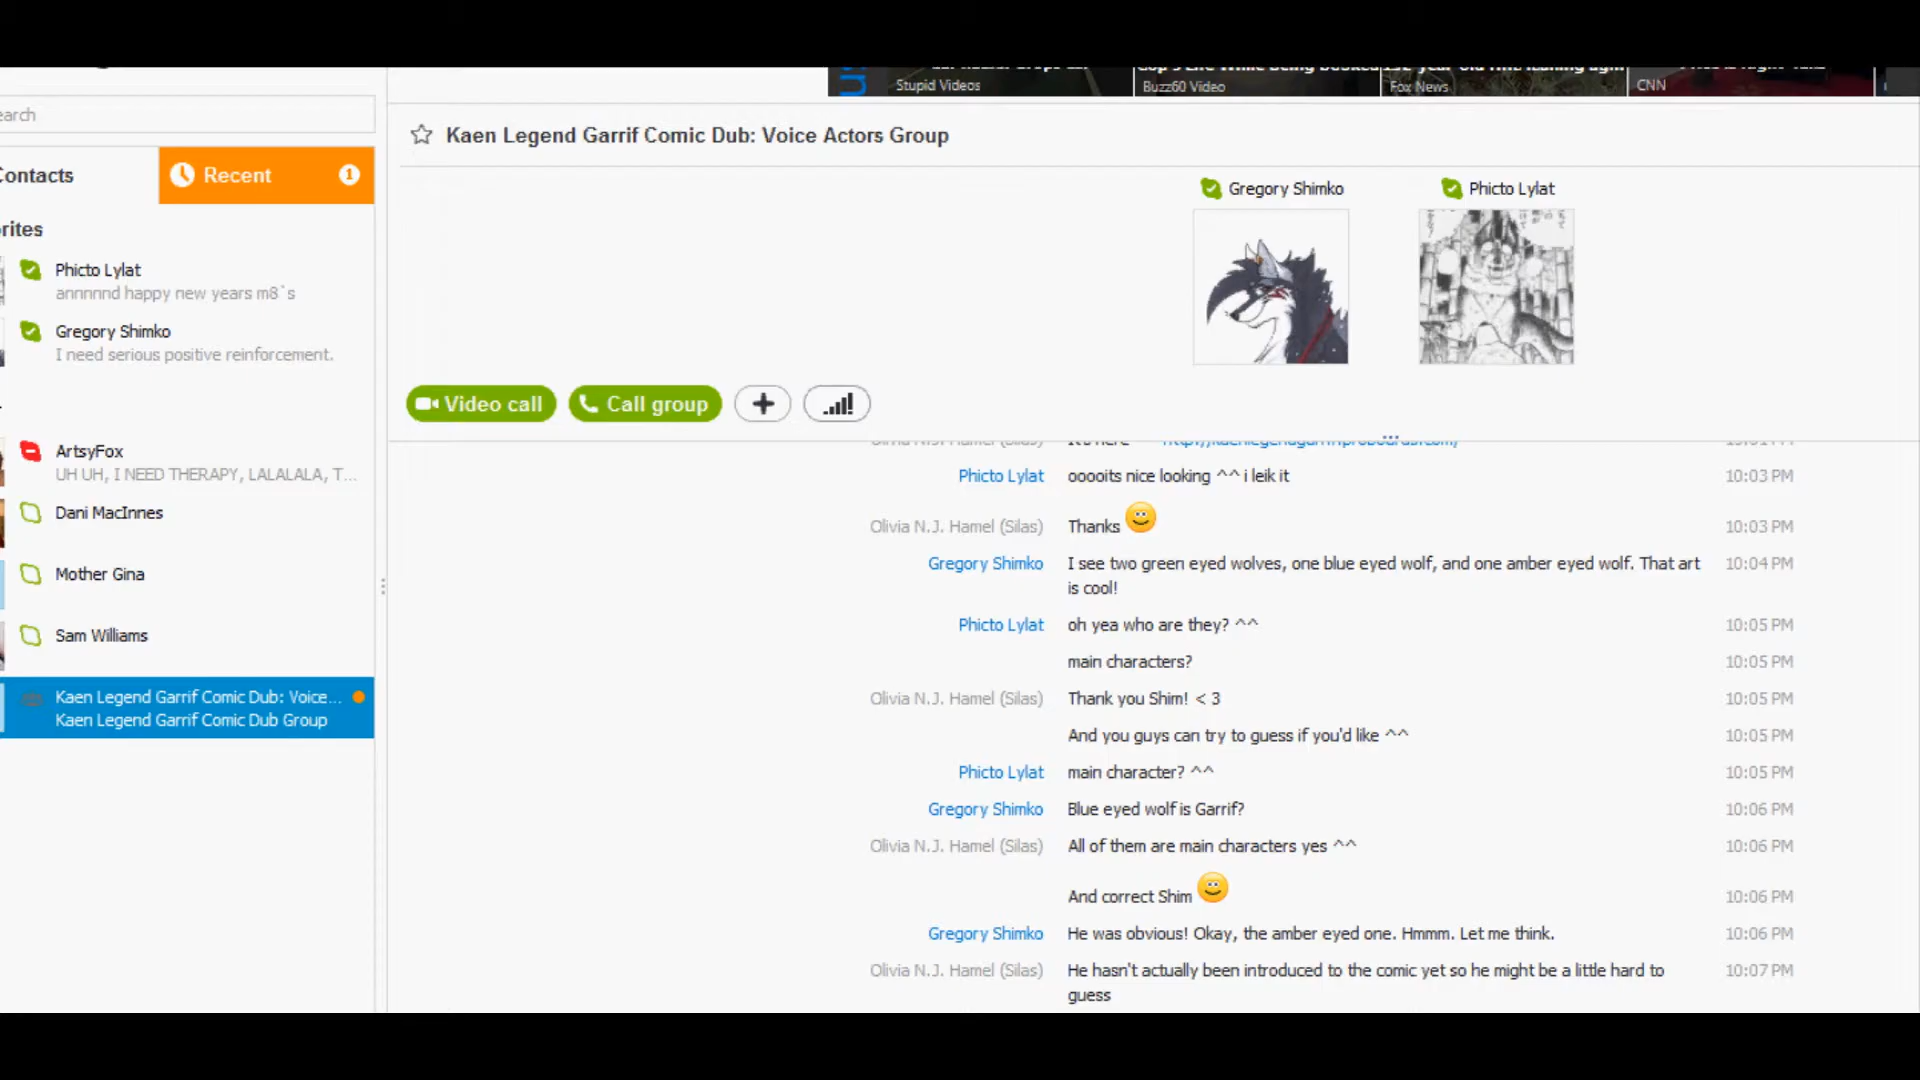 Stupid Videos
Buzz60 Video
Fox News
CNN
earch
Kaen Legend Garrif Comic Dub: Voice Actors Group
Contacts
Recent 1
Gregory Shimko
Phicto Lylat
rites
Phicto Lylat
annnnnd happy new years m8`s
Gregory Shimko
I need serious positive reinforcement.
Video call
Call group
ArtsyFox
UH UH, I NEED THERAPY, LALALALA, T...
Dani MacInnes
Mother Gina
Sam Williams
Kaen Legend Garrif Comic Dub: Voice...
Kaen Legend Garrif Comic Dub Group
Phicto Lylat ooooits nice looking ^^ i leik it 10:03 PM
Olivia N.J. Hamel (Silas) Thanks 10:03 PM
Gregory Shimko I see two green eyed wolves, one blue eyed wolf, and one amber eyed wolf. That art 10:04 PM
is cool!
Phicto Lylat oh yea who are they? ^^ 10:05 PM
main characters? 10:05 PM
Olivia N.J. Hamel (Silas) Thank you Shim! < 3 10:05 PM
And you guys can try to guess if you'd like ^^ 10:05 PM
Phicto Lylat main character? ^^ 10:05 PM
Gregory Shimko Blue eyed wolf is Garrif? 10:06 PM
Olivia N.J. Hamel (Silas) All of them are main characters yes ^^ 10:06 PM
And correct Shim 10:06 PM
Gregory Shimko He was obvious! Okay, the amber eyed one. Hmmm. Let me think. 10:06 PM
Olivia N.J. Hamel (Silas) He hasn't actually been introduced to the comic yet so he might be a little hard to 10:07 PM
guess